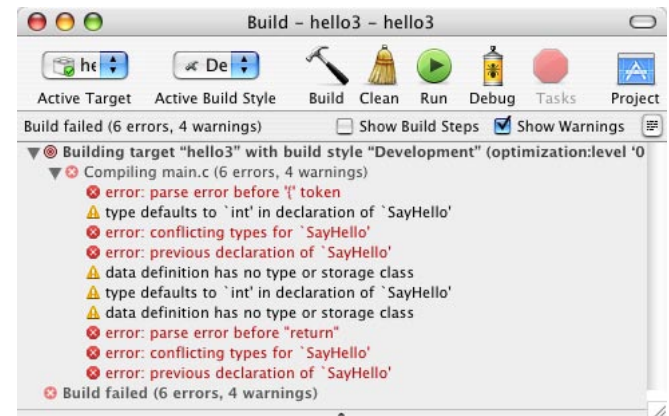 Build – hello3 – hello3
he De
Active Target Active Build Style Build Clean Run Debug Tasks Project
Build failed (6 errors, 4 warnings) Show Build Steps Show Warnings
Building target “hello3” with build style “Development” (optimization:level ‘0
Compiling main.c (6 errors, 4 warnings)
error: parse error before '{' token
type defaults to `int' in declaration of `SayHello'
error: conflicting types for `SayHello'
error: previous declaration of `SayHello'
data definition has no type or storage class
type defaults to `int' in declaration of `SayHello'
data definition has no type or storage class
error: parse error before "return"
error: conflicting types for `SayHello'
error: previous declaration of `SayHello'
Build failed (6 errors, 4 warnings)